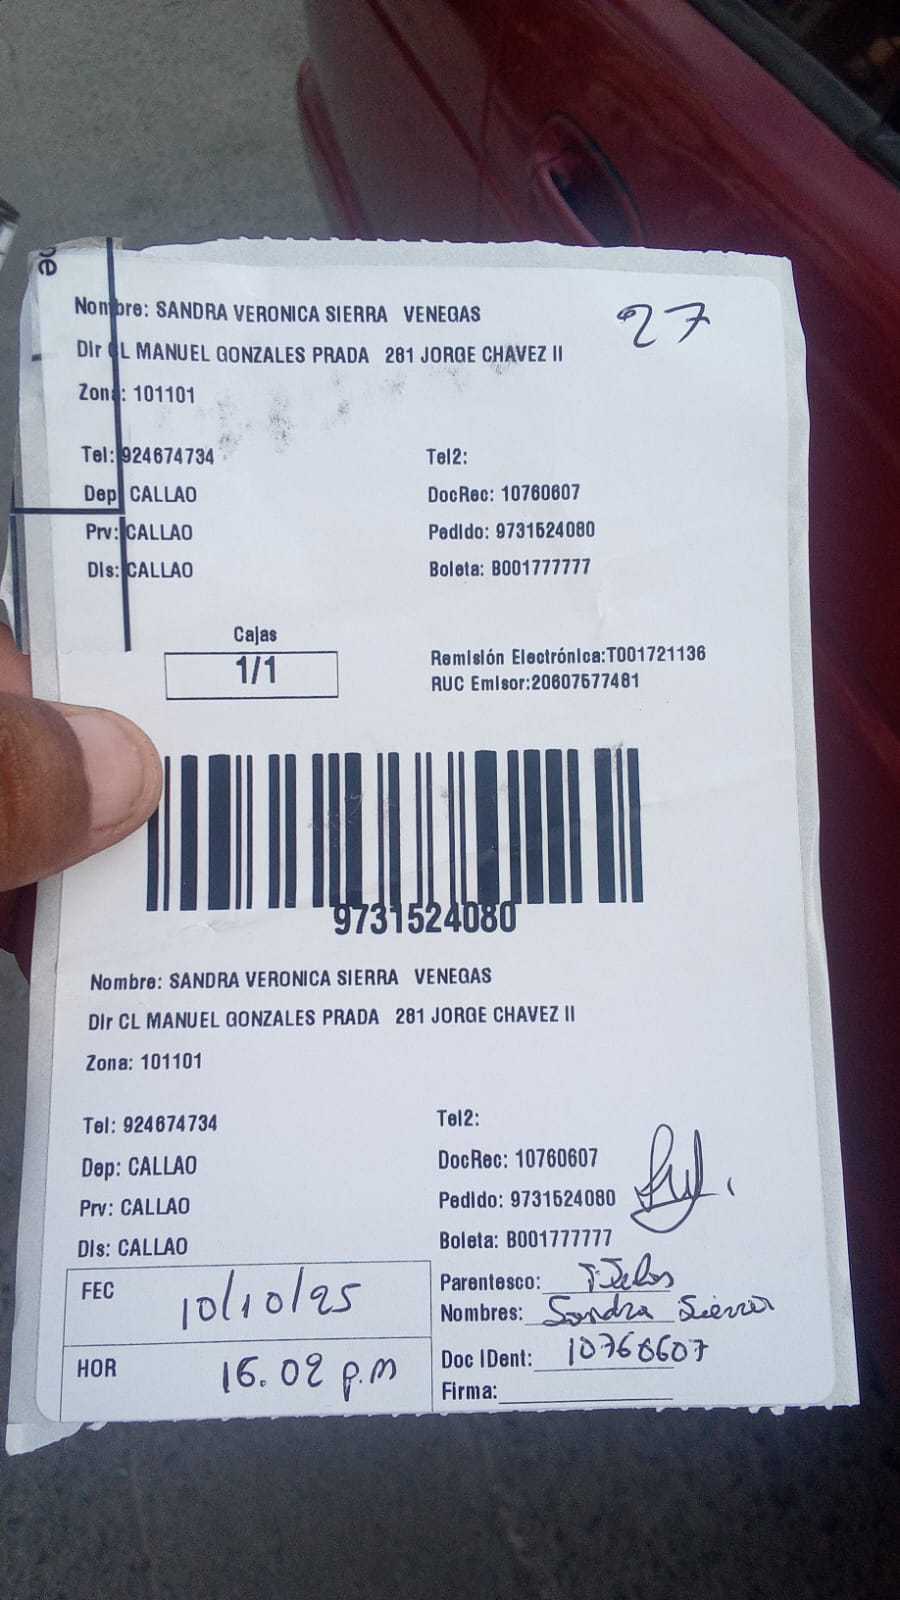 pe
Nombre: SANDRA VERONICA SIERRA VENEGAS
27
Dir CL MANUEL GONZALES PRADA 281 JORGE CHAVEZ II
Zona: 101101
Tel: 924674734 Tel2:
Dep CALLAO DocRec: 10760607
Prv: CALLAO Pedido: 9731524080
Dis: CALLAO Boleta: B001777777
Cajas
1/1
Remisión Electrónica:T001721136
RUC Emisor:20607577481
9731524080
Nombre: SANDRA VERONICA SIERRA VENEGAS
Dir CL MANUEL GONZALES PRADA 281 JORGE CHAVEZ II
Zona: 101101
Tel: 924674734 Tel2:
Dep: CALLAO DocRec: 10760607
Prv: CALLAO Pedido: 9731524080
Dis: CALLAO Boleta: B001777777
FEC 10/10/25
HOR 16.02 p.m
Parentesco:
Nombres: Sandra Sierra
Doc IDent: 10760607
Firma: